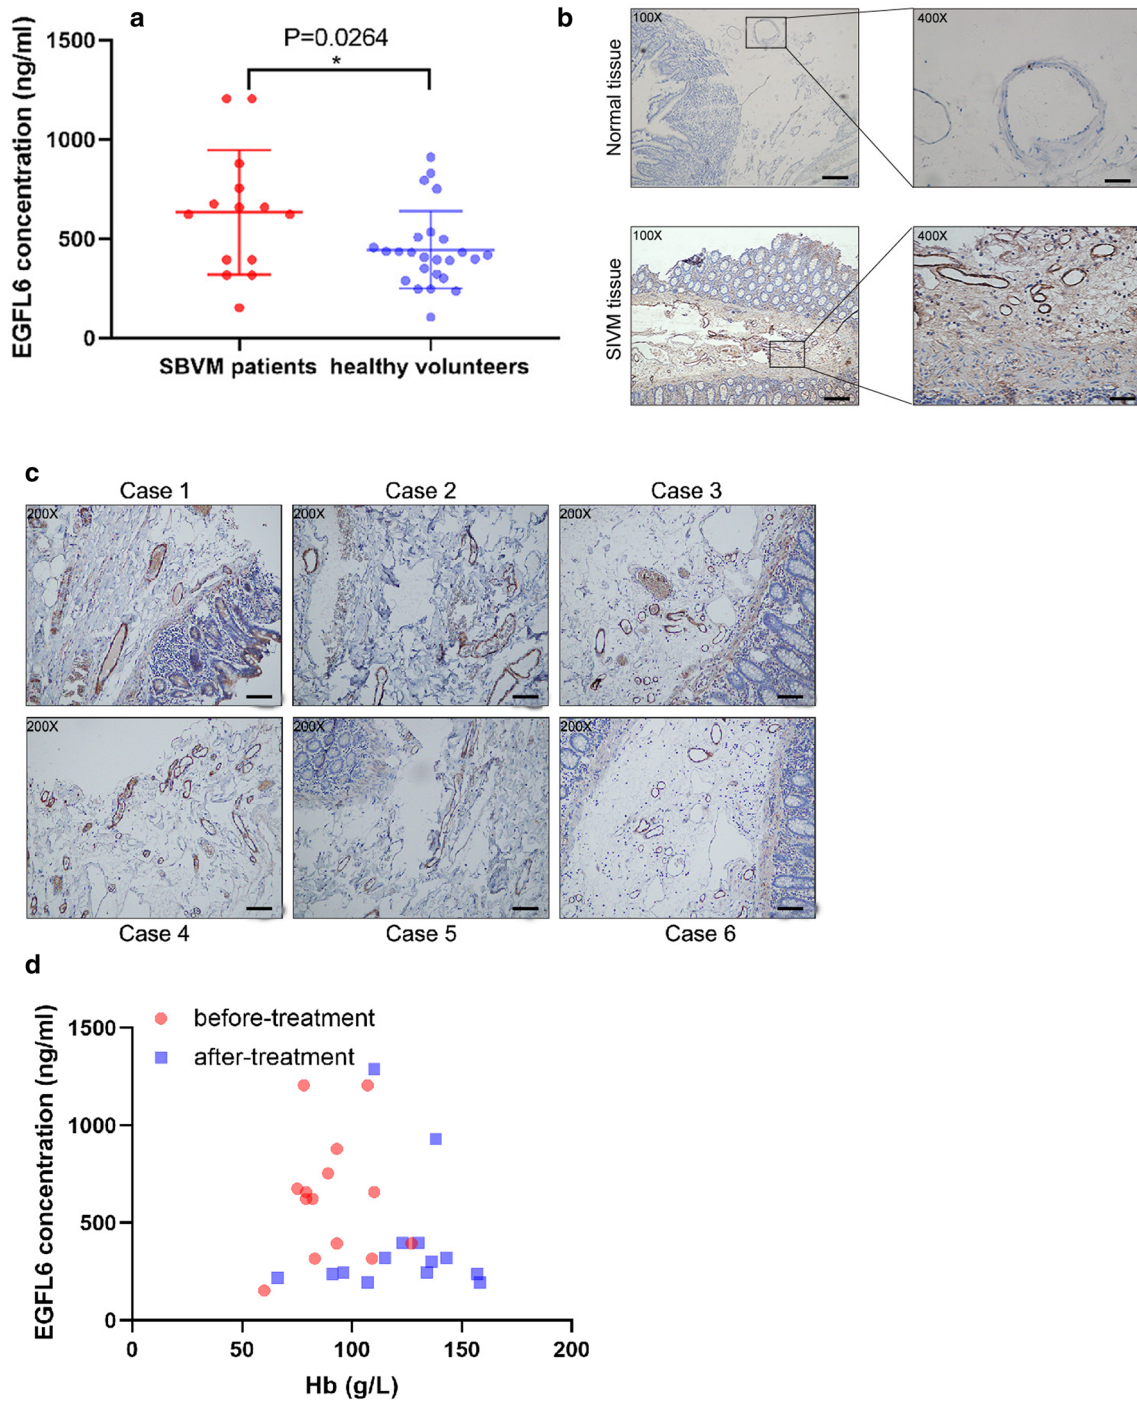 a
EGFL6 concentration (ng/ml)
1500
1000
500
0
P=0.0264
*
SBVM patients
healthy volunteers
b
Normal tissue
100X
400X
SIVM tissue
100X
400X
c
Case 1
Case 2
Case 3
200X
200X
200X
200X
200X
200X
Case 4
Case 5
Case 6
d
before-treatment
after-treatment
EGFL6 concentration (ng/ml)
1500
1000
500
0
0
50
100
150
200
Hb (g/L)